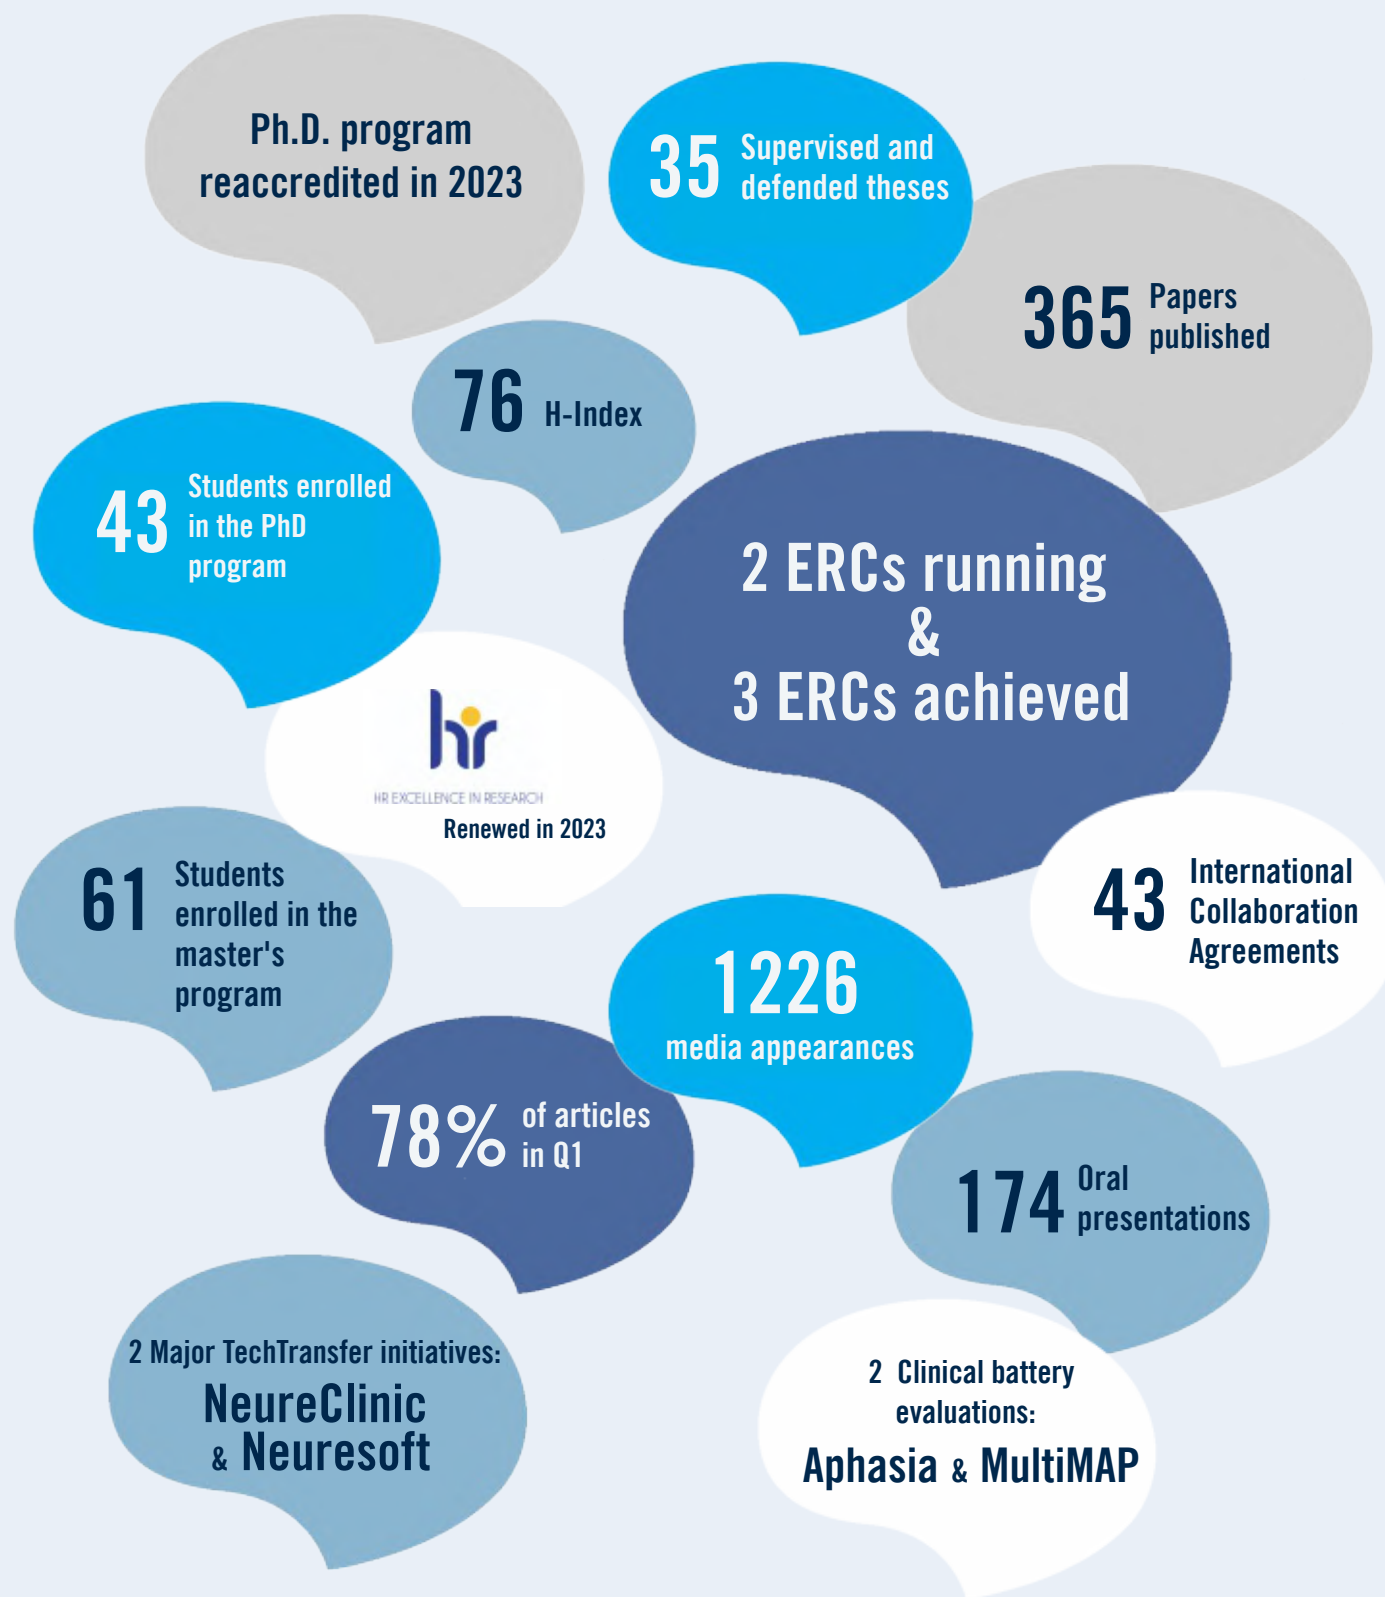 Ph.D. program
reaccredited in 2023
35 Supervised and
defended theses
365 Papers
published
76 H-Index
43 Students enrolled
in the PhD
program
2 ERCs running
&
3 ERCs achieved
hr
HR EXCELLENCE IN RESEARCH
Renewed in 2023
61 Students
enrolled in the
master's
program
43 International
Collaboration
Agreements
1226
media appearances
78% of articles
in Q1
174 Oral
presentations
2 Major TechTransfer initiatives:
NeureClinic
& Neuresoft
2 Clinical battery
evaluations:
Aphasia & MultiMAP